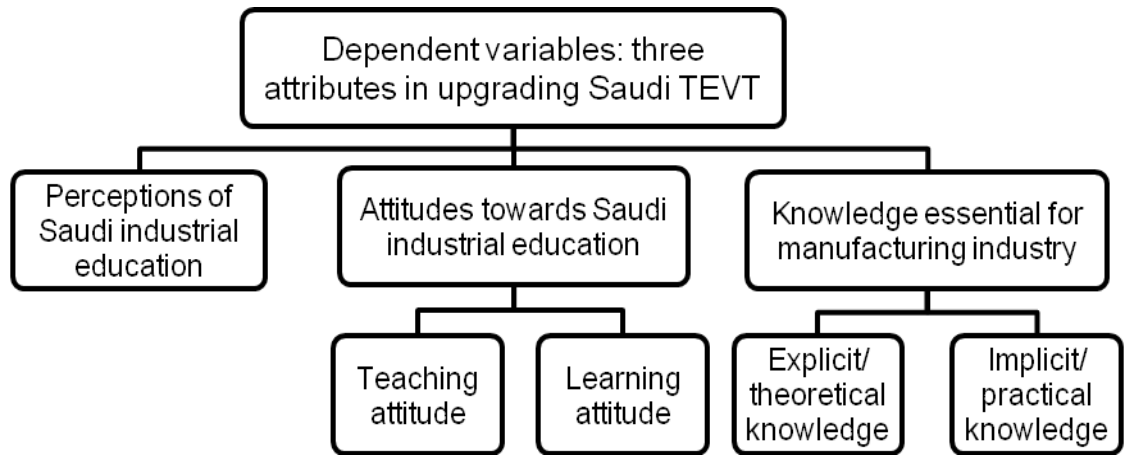 Dependent variables: three
attributes in upgrading Saudi TEVT
Perceptions of
Saudi industrial
education
Attitudes towards Saudi
industrial education
Knowledge essential for
manufacturing industry
Teaching
attitude
Learning
attitude
Explicit/
theoretical
knowledge
Implicit/
practical
knowledge